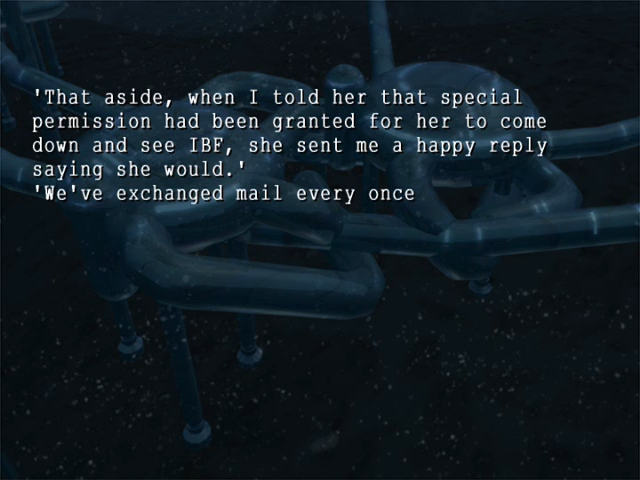 'That aside, when I told her that special
permission had been granted for her to come
down and see IBF, she sent me a happy reply
saying she would.'
'We've exchanged mail every once